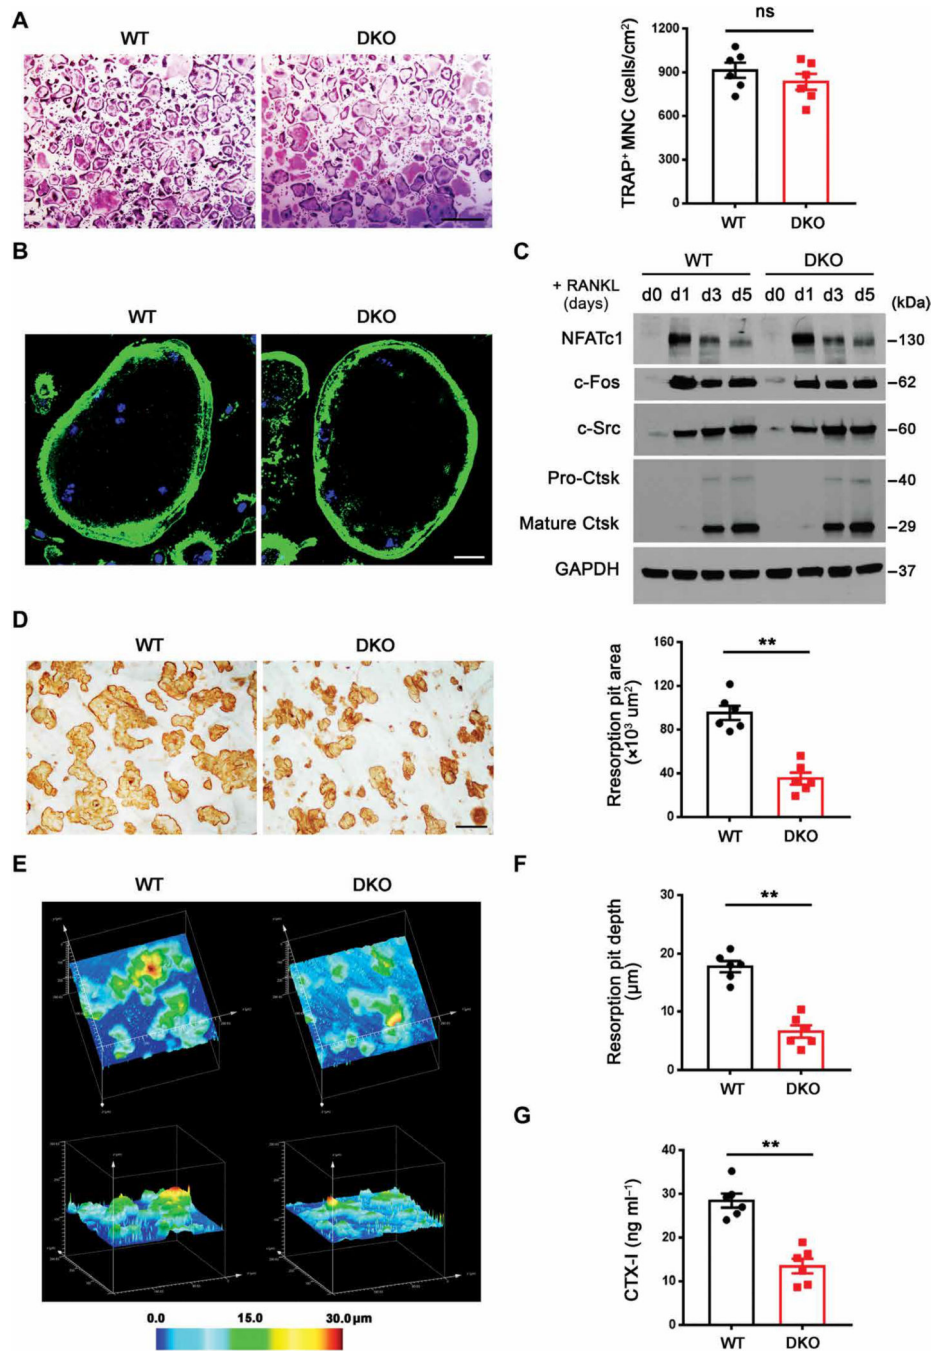 A
WT
DKO
ns
TRAP⁺ MNC (cells/cm²)
1200
900
600
300
0
WT
DKO
B
WT
DKO
C
WT
DKO
+ RANKL
(days)
d0 d1 d3 d5 d0 d1 d3 d5
(kDa)
NFATc1
–130
c-Fos
–62
c-Src
–60
Pro-Ctsk
–40
Mature Ctsk
–29
GAPDH
–37
D
WT
DKO
**
Rresorption pit area
(×10³ um²)
160
120
80
40
0
WT
DKO
E
WT
DKO
0.0 15.0 30.0 µm
F
**
Resorption pit depth
(µm)
30
20
10
0
WT
DKO
G
**
CTX-I (ng ml⁻¹)
40
30
20
10
0
WT
DKO